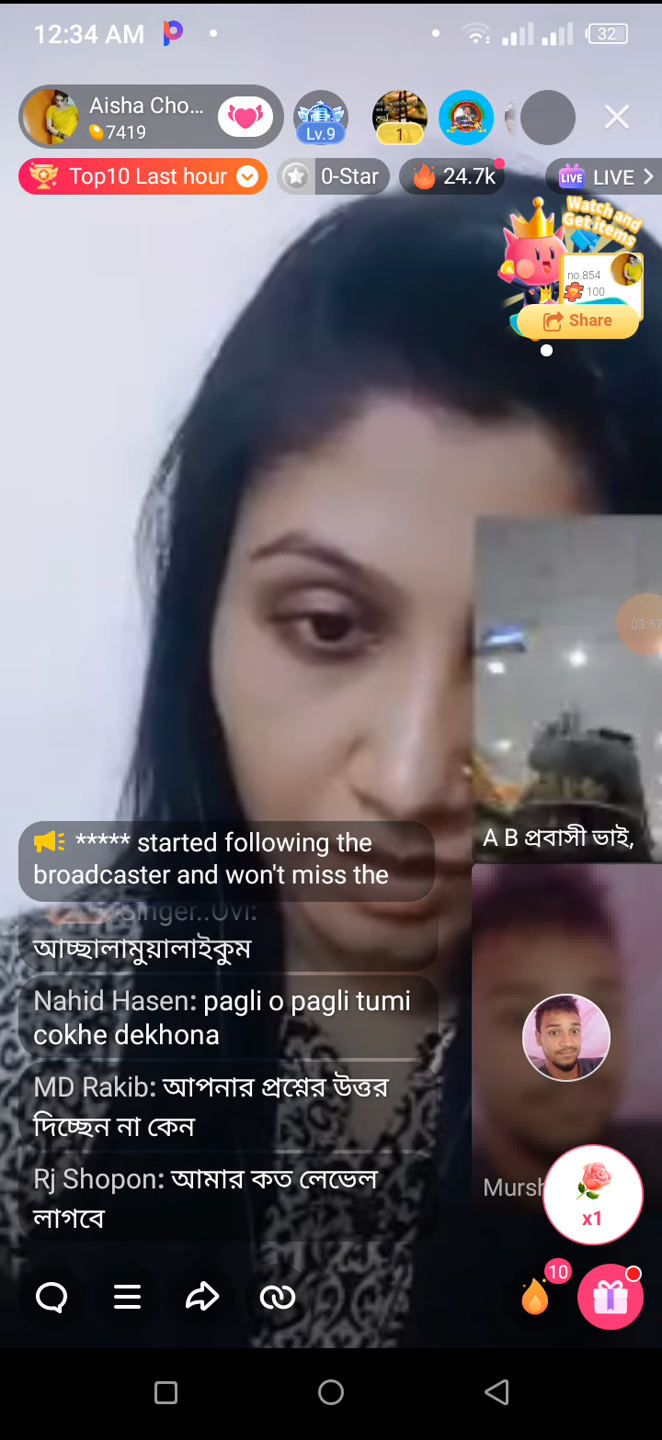 12:34 AM
32
Aisha Cho...
7419
Lv.9
1
Top10 Last hour
0-Star
24.7k
LIVE
LIVE
Watch and
Get items
no.854
100
Share
03:57
A B প্রবাসী ভাই,
***** started following the
broadcaster and won't miss the
Singer..Uvi:
আচ্ছালামুয়ালাইকুম
Nahid Hasen: pagli o pagli tumi
cokhe dekhona
MD Rakib: আপনার প্রশ্নের উত্তর
দিচ্ছেন না কেন
Rj Shopon: আমার কত লেভেল
লাগবে
Mursh
x1
10